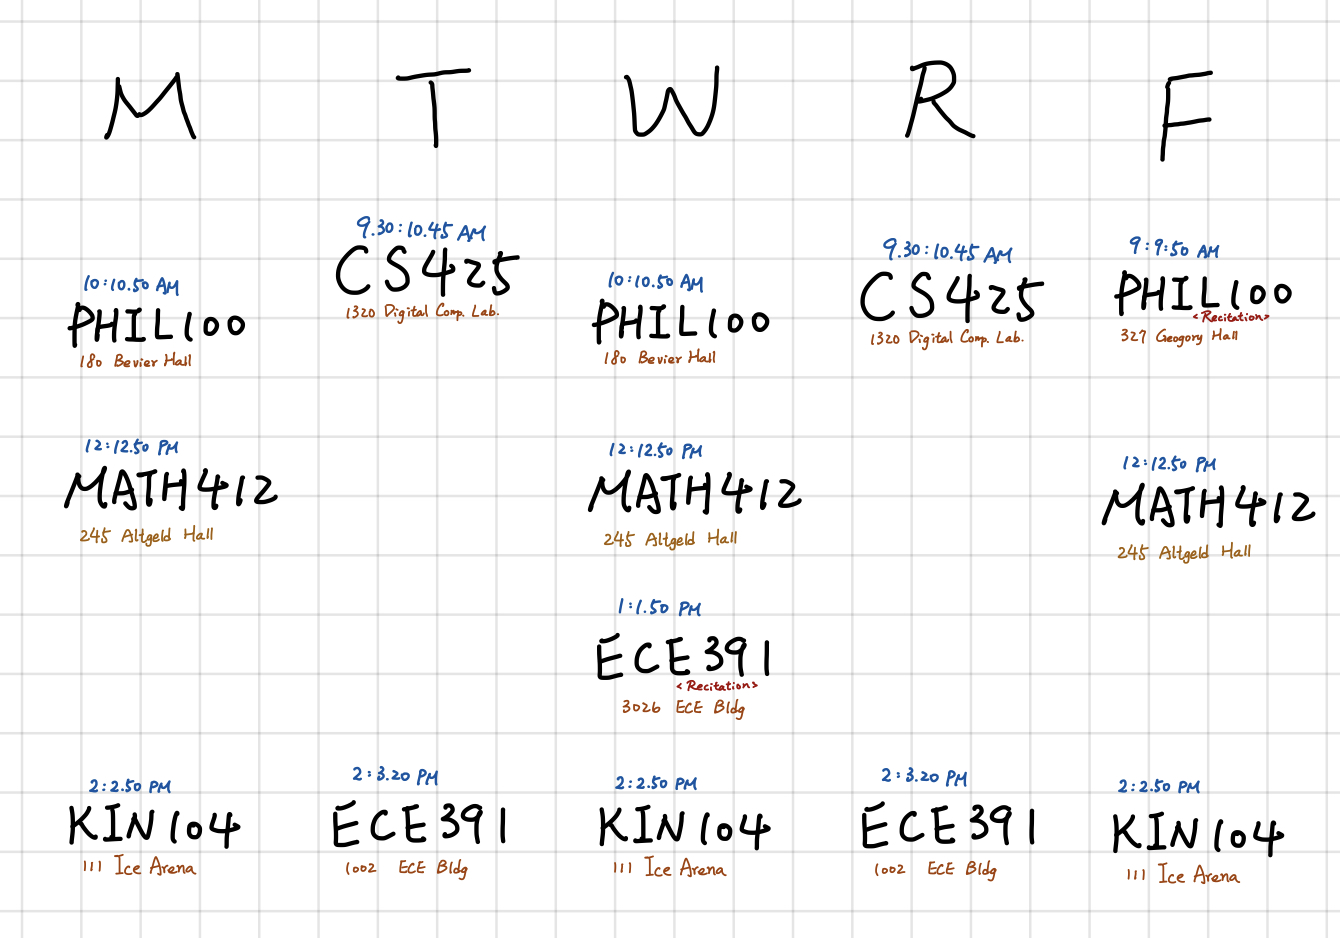 M
T
W
R
F
10:10.50 AM
PHIL100
180 Bevier Hall
9.30:10.45 AM
CS425
1320 Digital Comp. Lab.
10:10.50 AM
PHIL100
180 Bevier Hall
9.30:10.45 AM
CS425
1320 Digital Comp. Lab.
9:9:50 AM
PHIL100
<Recitation>
327 Geogory Hall
12:12.50 PM
MATH412
245 Altgeld Hall
12:12.50 PM
MATH412
245 Altgeld Hall
12:12.50 PM
MATH412
245 Altgeld Hall
1:1.50 PM
ECE391
<Recitation>
3026 ECE Bldg
2:2.50 PM
KIN104
111 Ice Arena
2:3.20 PM
ECE391
1002 ECE Bldg
2:2.50 PM
KIN104
111 Ice Arena
2:3.20 PM
ECE391
1002 ECE Bldg
2:2.50 PM
KIN104
111 Ice Arena